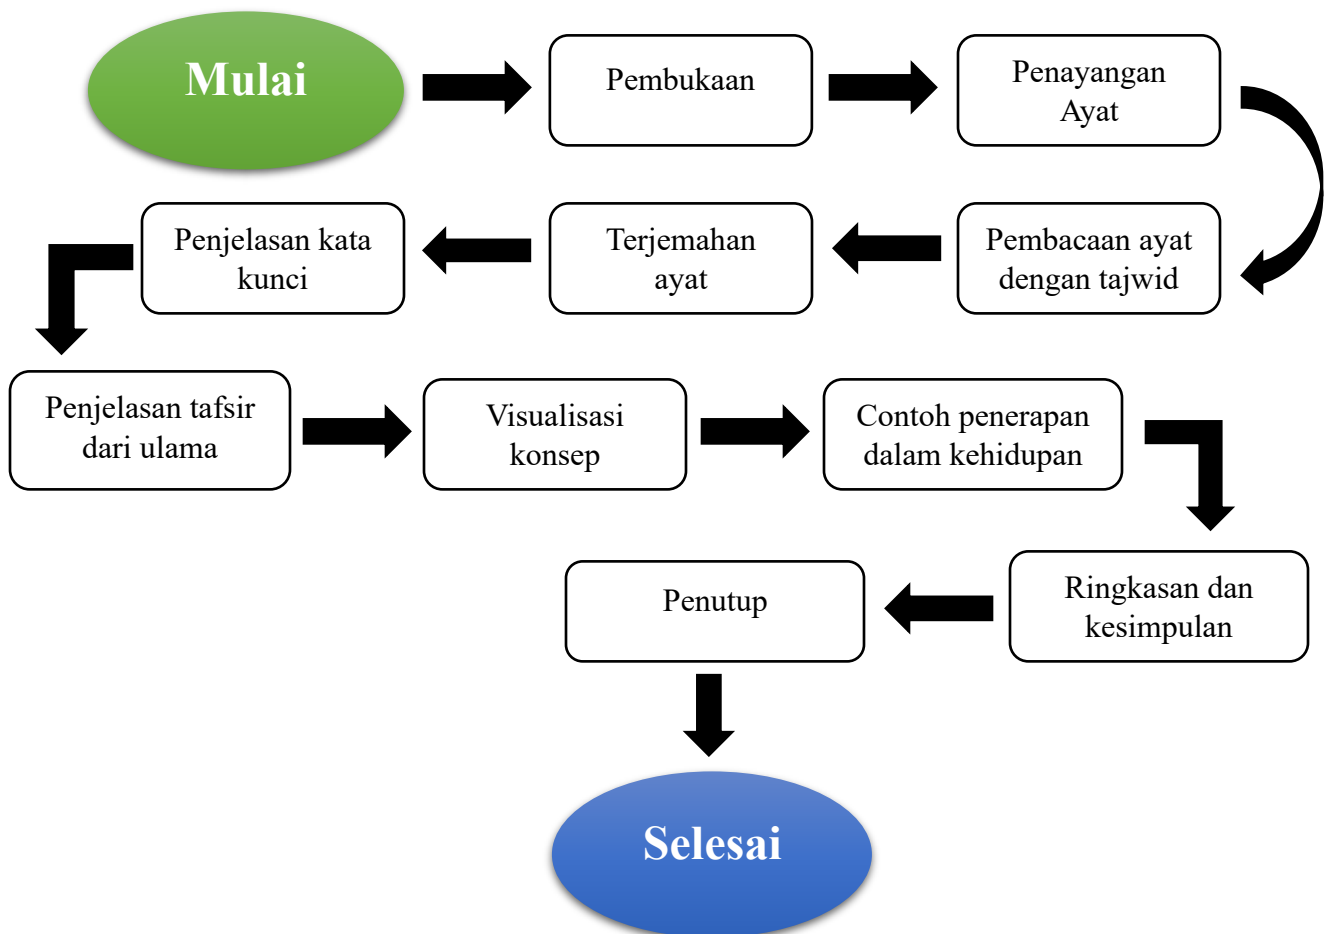 Mulai
Pembukaan
Penayangan
Ayat
Pembacaan ayat
dengan tajwid
Terjemahan
ayat
Penjelasan kata
kunci
Penjelasan tafsir
dari ulama
Visualisasi
konsep
Contoh penerapan
dalam kehidupan
Ringkasan dan
kesimpulan
Penutup
Selesai